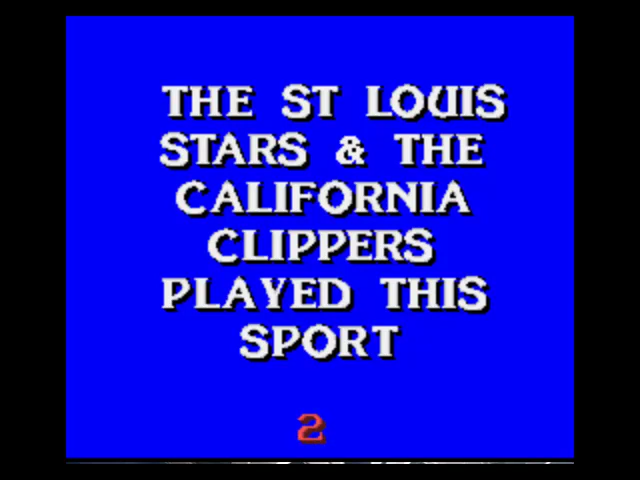 THE ST LOUIS
STARS & THE
CALIFORNIA
CLIPPERS
PLAYED THIS
SPORT
2